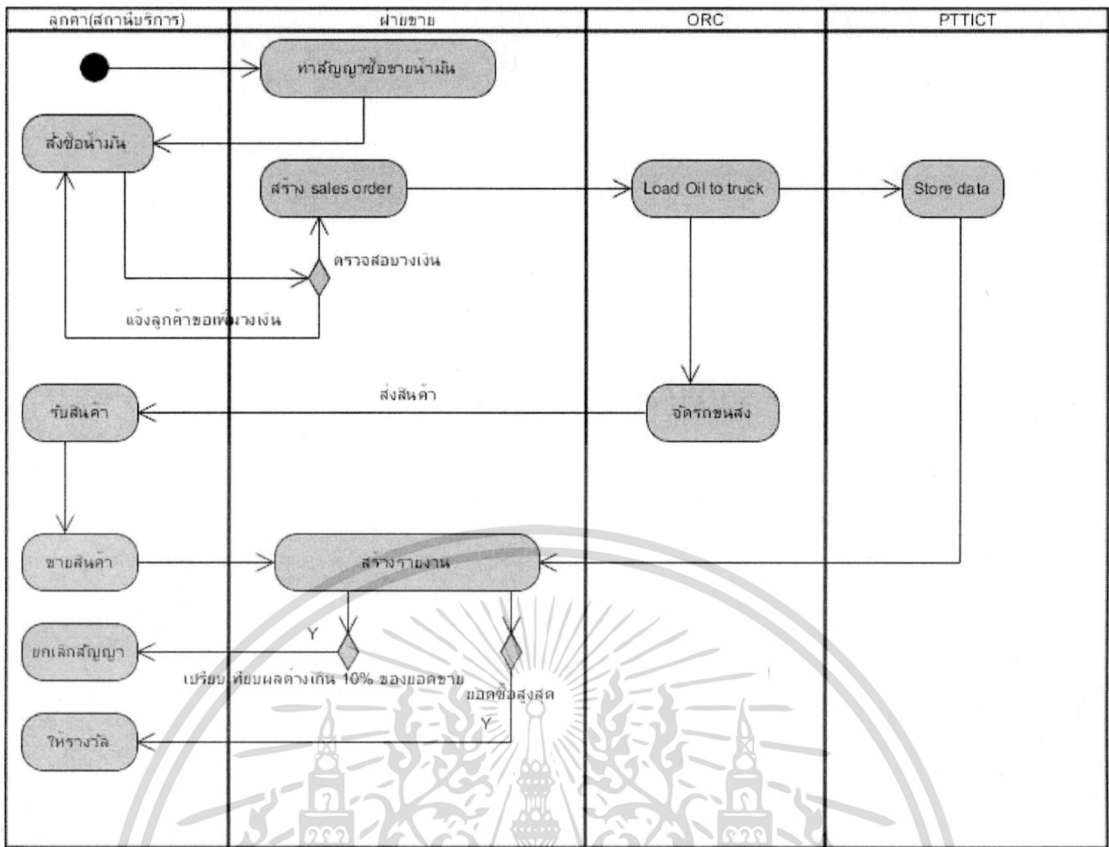 ลูกค้า(สถานีบริการ)
ฝ่ายขาย
ORC
PTTICT
ทำสัญญาซื้อขายน้ำมัน
สั่งซื้อน้ำมัน
สร้าง sales order
Load Oil to truck
Store data
ตรวจสอบวงเงิน
แจ้งลูกค้าขอเพิ่มวงเงิน
ส่งสินค้า
รับสินค้า
จัดรถขนส่ง
ขายสินค้า
สร้างรายงาน
Y
ยกเลิกสัญญา
เปรียบเทียบผลต่างเกิน 10% ของยอดขาย
ยอดซื้อสูงสุด
Y
ให้รางวัล